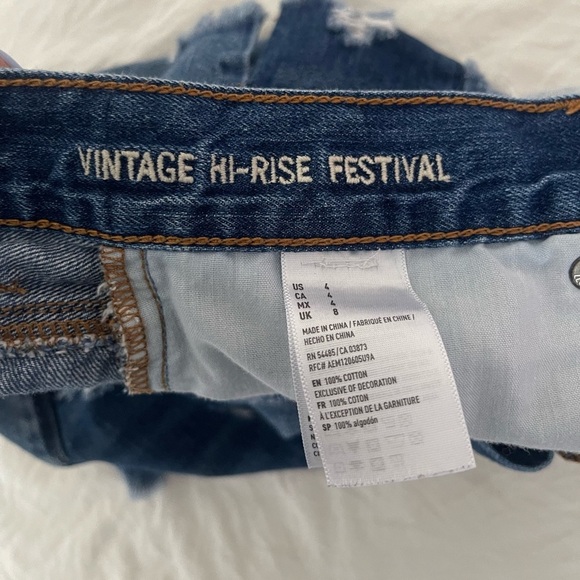 VINTAGE HI-RISE FESTIVAL
US 4
CA 4
MX 4
UK 8
MADE IN CHINA / FABRIQUÉ EN CHINE /
HECHO EN CHINA
RN 54485/CA 03873
RFC# AEM120605U9A
EN 100% COTTON
EXCLUSIVE OF DECORATION
FR 100% COTON
À L'EXCEPTION DE LA GARNITURE
SP 100% algodón